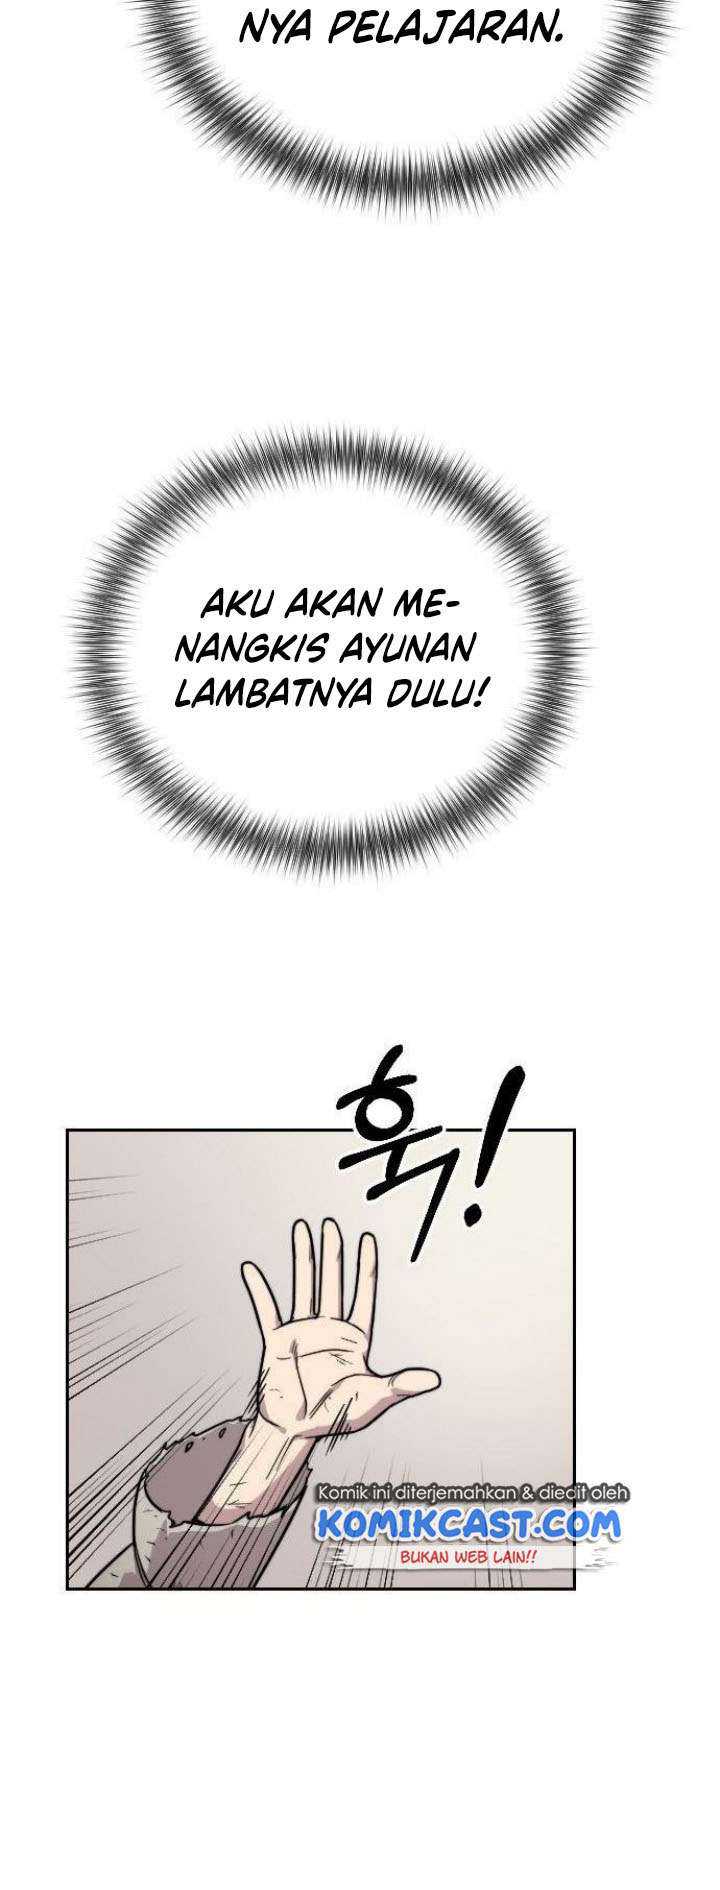 NYA PELAJARAN.
AKU AKAN ME-
NANGKIS AYUNAN
LAMBATNYA DULU!
훅!
Komik ini diterjemahkan & diedit oleh
KOMIKCAST.COM
BUKAN WEB LAIN!!